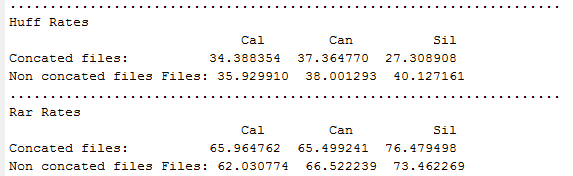 ......................................................................
Huff Rates
Cal Can Sil
Concated files: 34.388354 37.364770 27.308908
Non concated files Files: 35.929910 38.001293 40.127161
......................................................................
Rar Rates
Cal Can Sil
Concated files: 65.964762 65.499241 76.479498
Non concated files Files: 62.030774 66.522239 73.462269